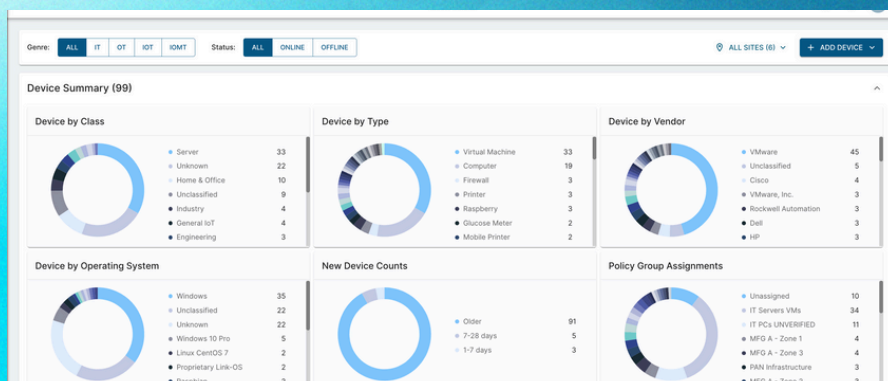 Genre: ALL IT OT IOT IOMT Status: ALL ONLINE OFFLINE ALL SITES (6) + ADD DEVICE
Device Summary (99)
Device by Class
Server 33
Unknown 22
Home & Office 10
Unclassified 9
Industry 4
General IoT 4
Engineering 3
Device by Type
Virtual Machine 33
Computer 19
Firewall 3
Printer 3
Raspberry 3
Glucose Meter 2
Mobile Printer 2
Device by Vendor
VMware 45
Unclassified 5
Cisco 4
VMware, Inc. 3
Rockwell Automation 3
Dell 3
HP 3
Device by Operating System
Windows 35
Unclassified 22
Unknown 22
Windows 10 Pro 5
Linux CentOS 7 2
Proprietary Link-OS 2
New Device Counts
Older 91
7-28 days 5
1-7 days 3
Policy Group Assignments
Unassigned 10
IT Servers VMs 34
IT PCs UNVERIFIED 11
MFG A - Zone 1 4
MFG A - Zone 3 4
PAN Infrastructure 3